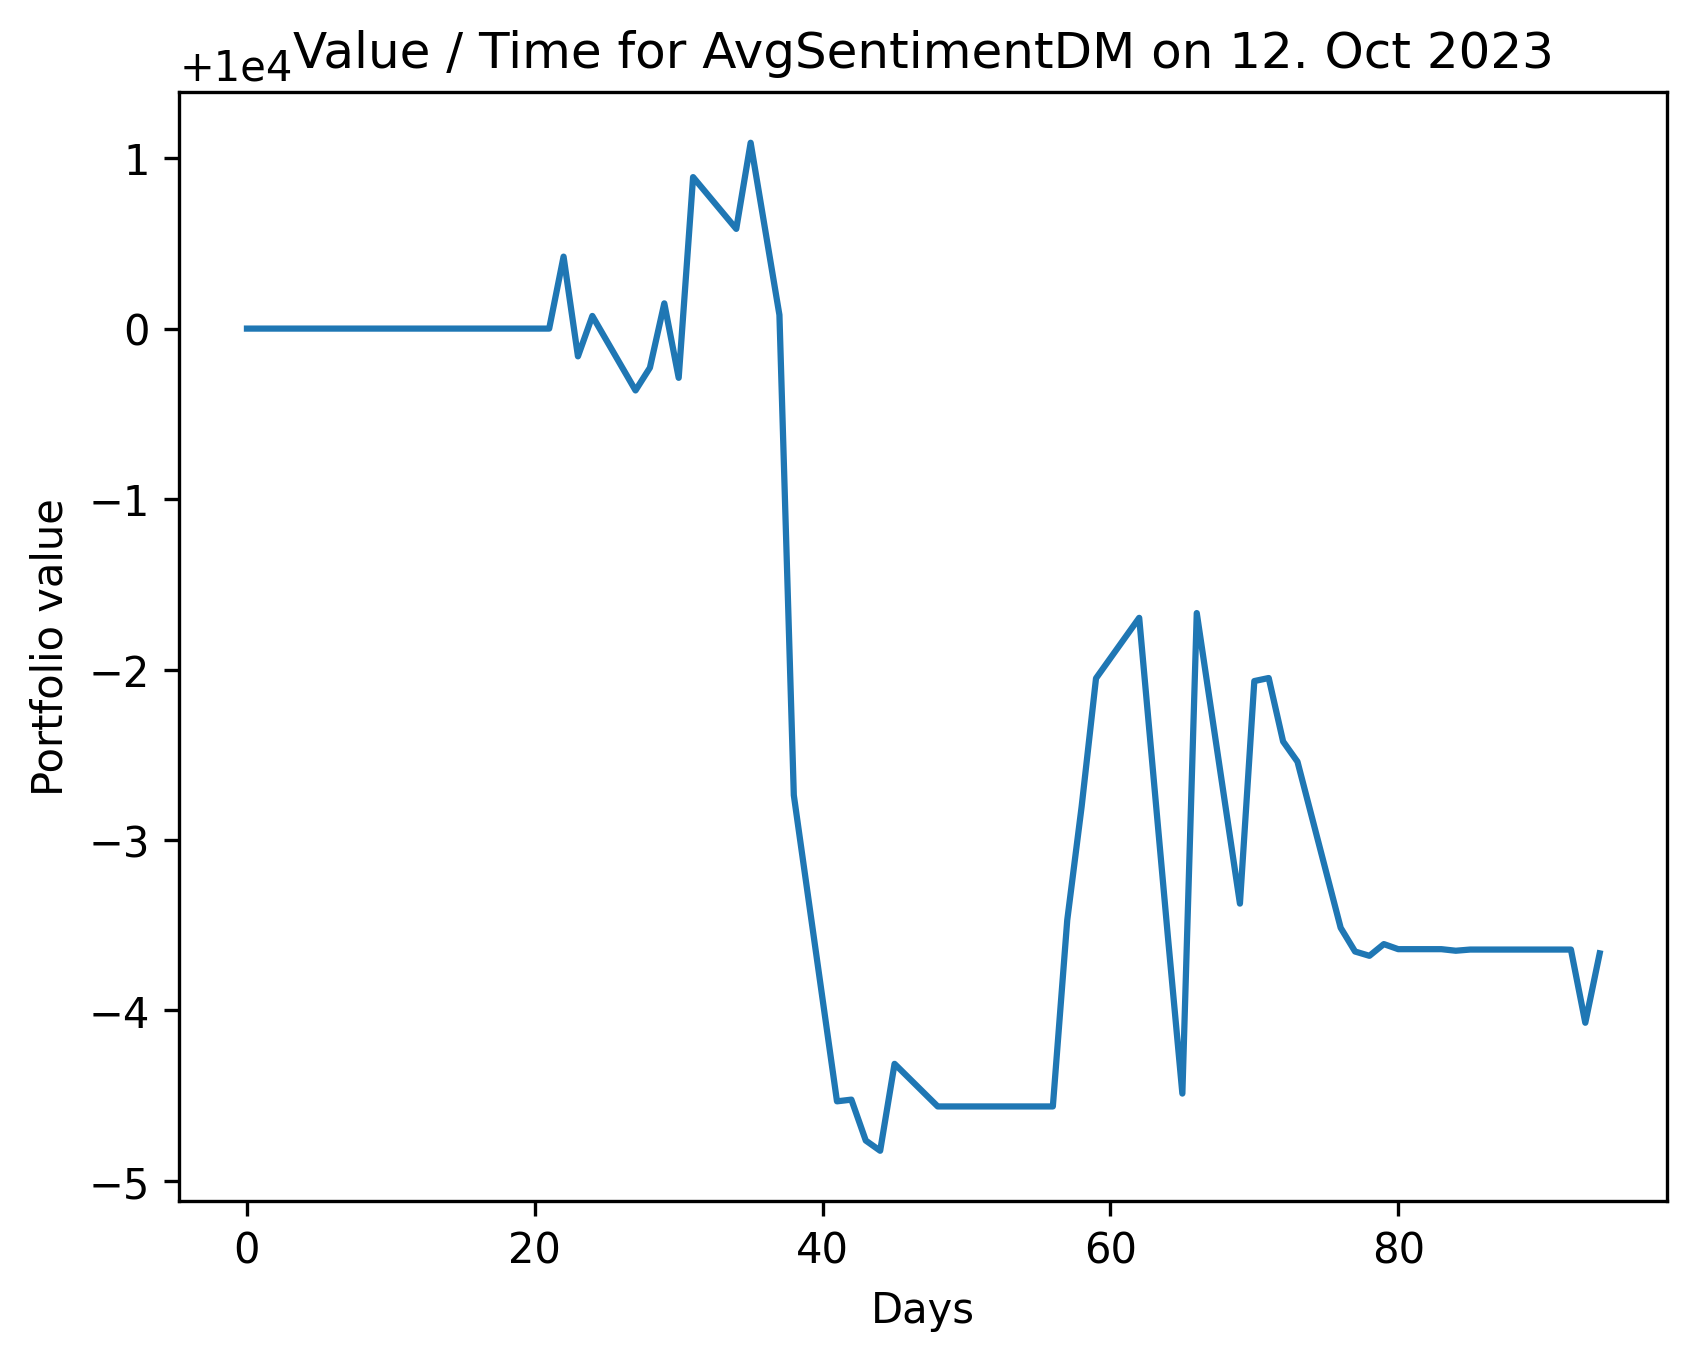 Value / Time for AvgSentimentDM on 12. Oct 2023
+1e4
1
0
−1
−2
−3
−4
−5
Portfolio value
0 20 40 60 80
Days